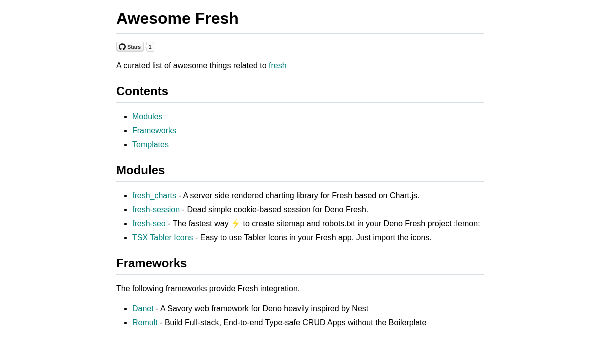 Awesome Fresh
Stars 1
A curated list of awesome things related to fresh
Contents
Modules
Frameworks
Templates
Modules
fresh_charts - A server side rendered charting library for Fresh based on Chart.js.
fresh-session - Dead simple cookie-based session for Deno Fresh.
fresh-seo - The fastest way ⚡ to create sitemap and robots.txt in your Deno Fresh project :lemon:
TSX Tabler Icons - Easy to use Tabler Icons in your Fresh app. Just import the icons.
Frameworks
The following frameworks provide Fresh integration.
Danet - A Savory web framework for Deno heavily inspired by Nest
Remult - Build Full-stack, End-to-end Type-safe CRUD Apps without the Boilerplate